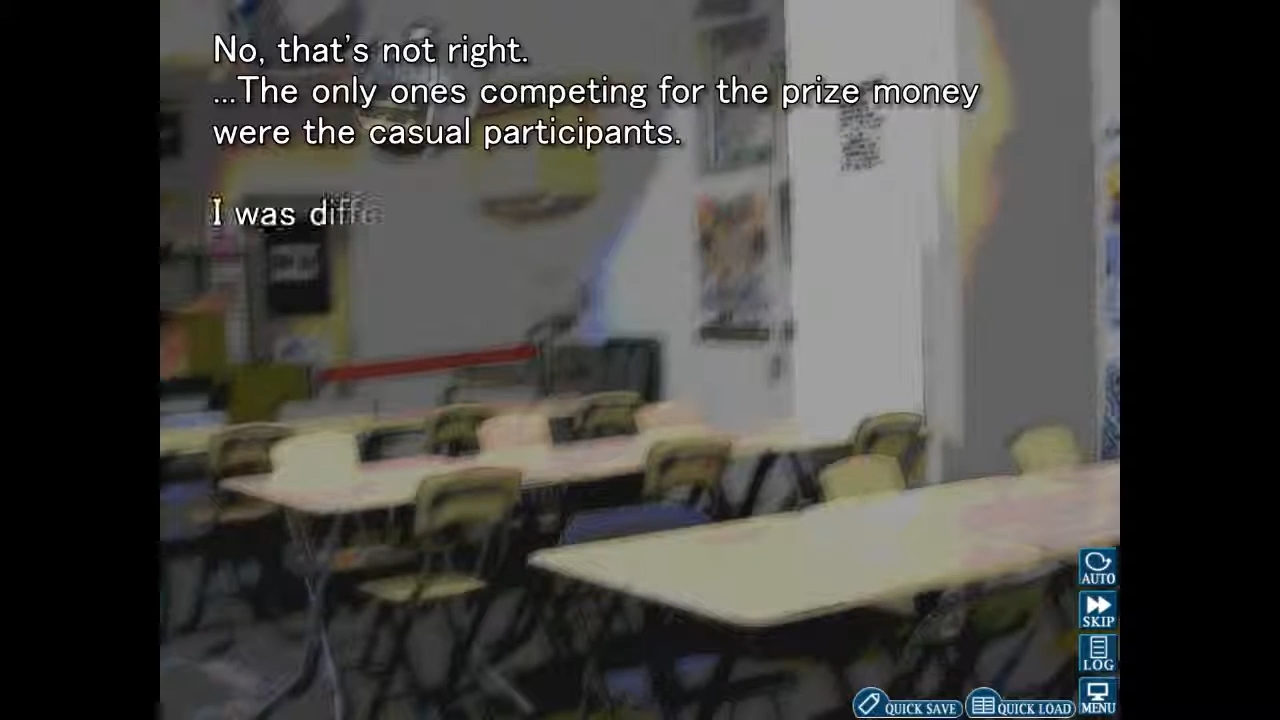 No, that's not right.
...The only ones competing for the prize money
were the casual participants.
I was diffe
AUTO
SKIP
LOG
MENU
QUICK SAVE
QUICK LOAD